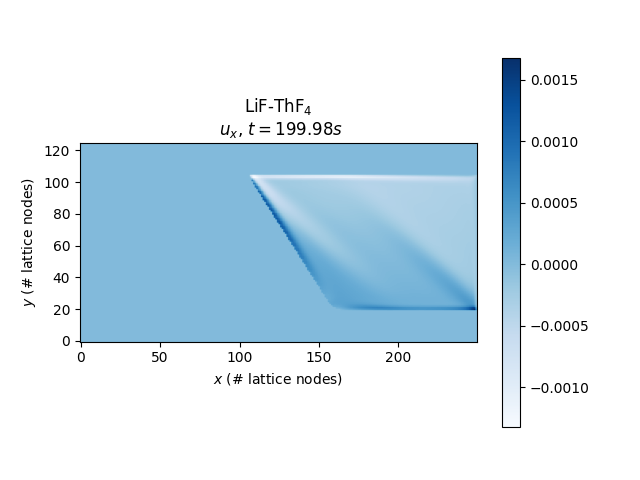 LiF-ThF₄
uₓ, t = 199.98s
120
100
80
60
40
20
0
y (# lattice nodes)
0 50 100 150 200
x (# lattice nodes)
0.0015
0.0010
0.0005
0.0000
−0.0005
−0.0010